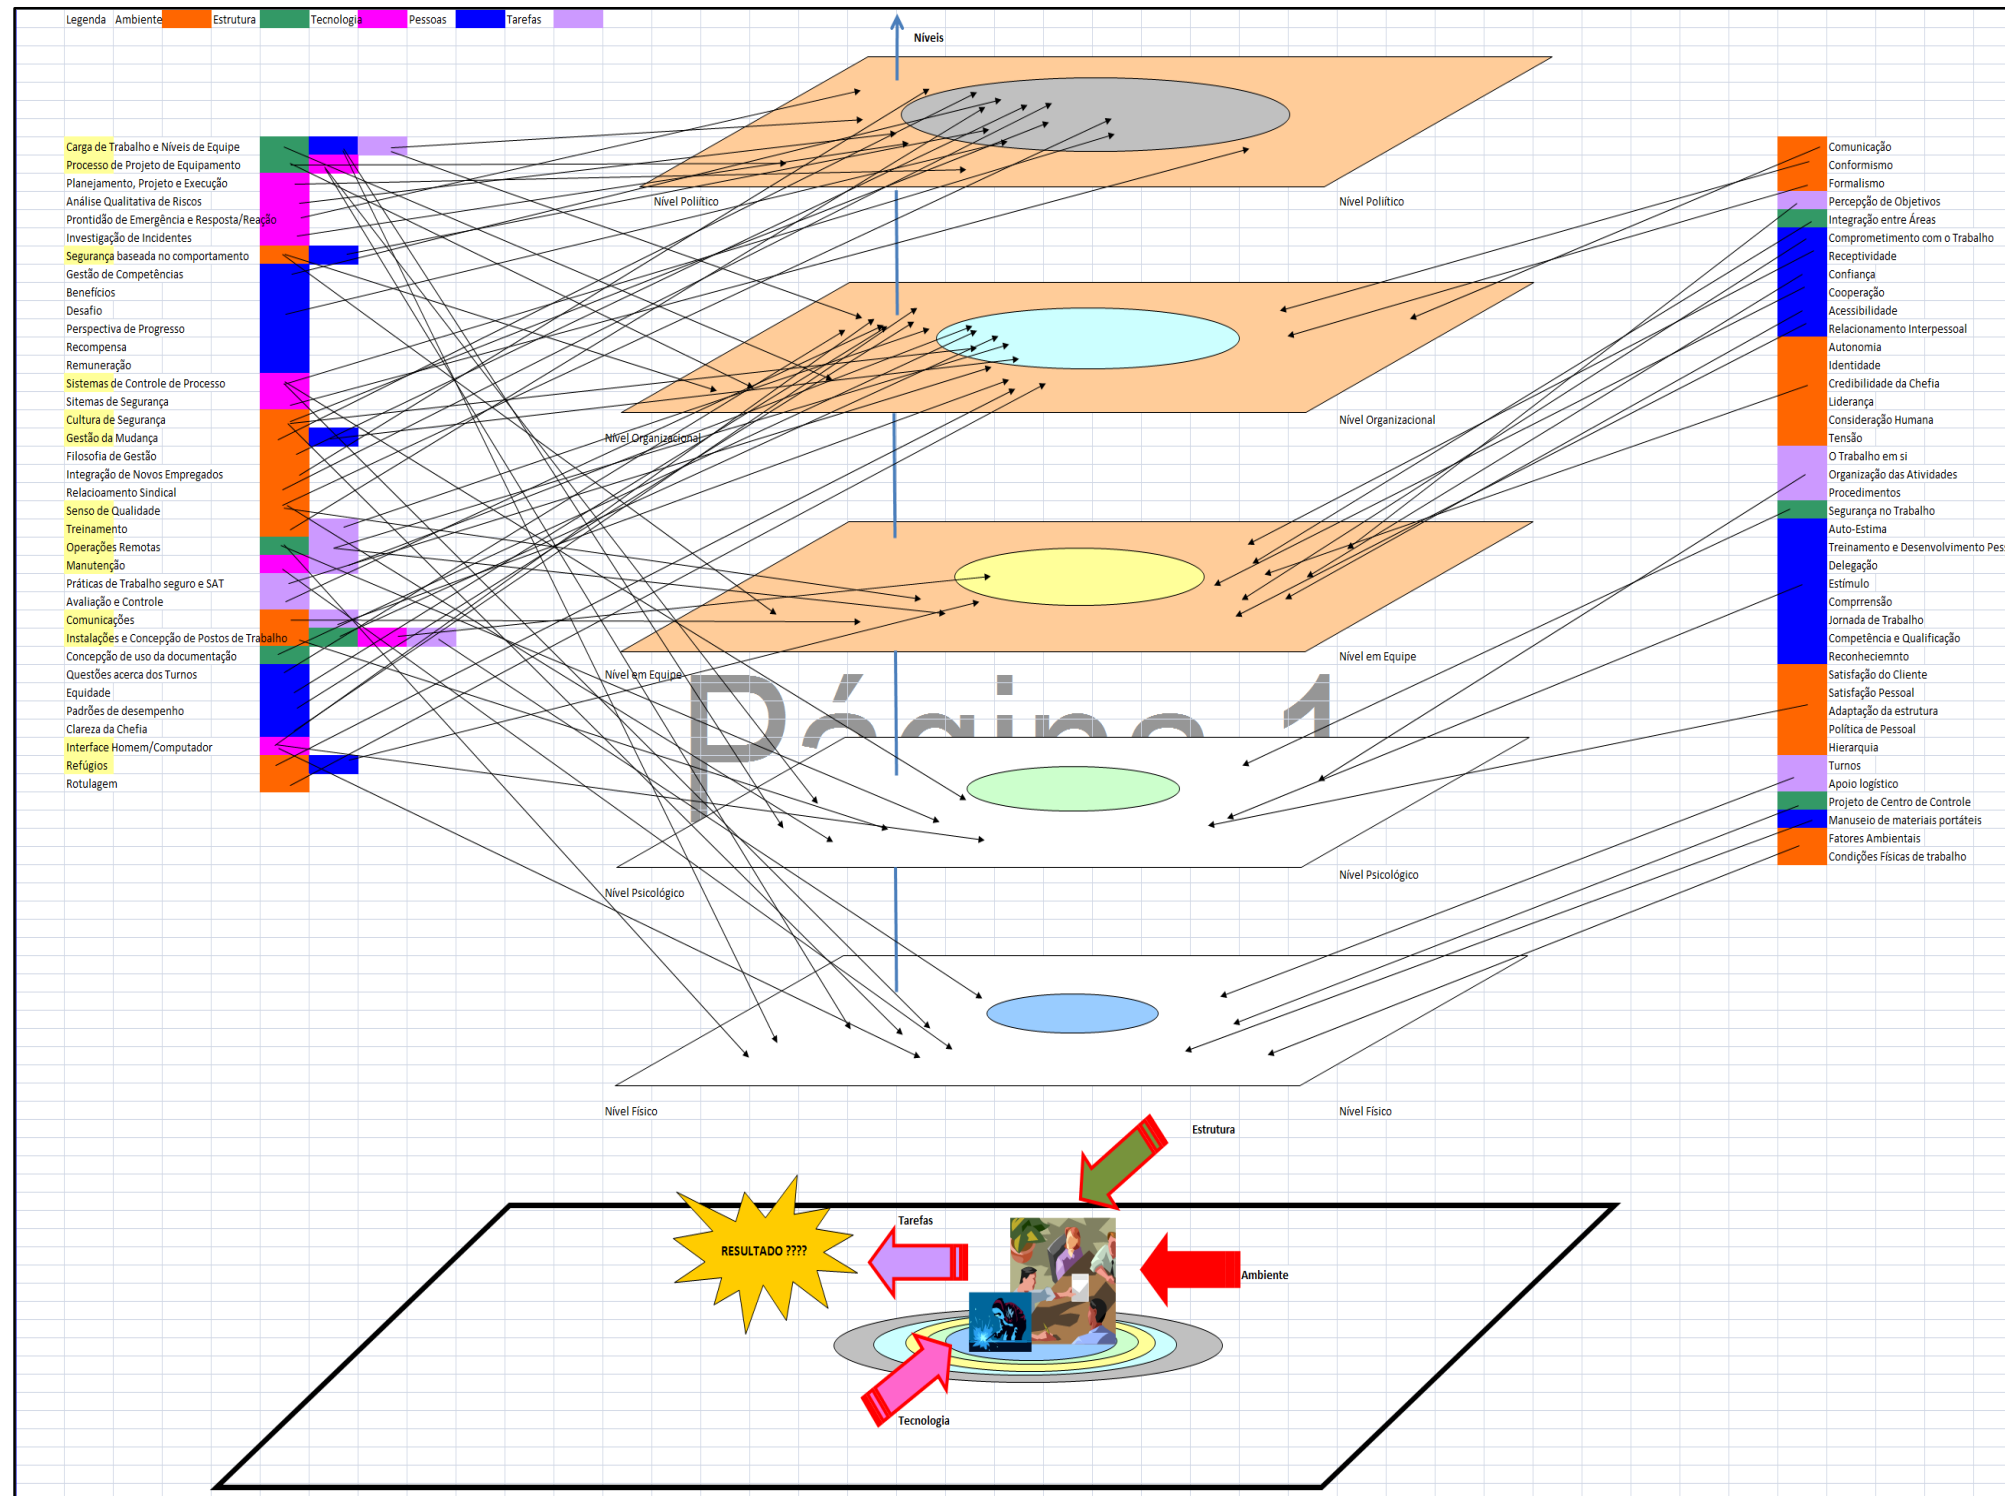 Legenda Ambiente Estrutura Tecnologia Pessoas Tarefas
Níveis
Carga de Trabalho e Níveis de Equipe
Processo de Projeto de Equipamento
Planejamento, Projeto e Execução
Análise Qualitativa de Riscos
Prontidão de Emergência e Resposta/Reação
Investigação de Incidentes
Segurança baseada no comportamento
Gestão de Competências
Benefícios
Desafio
Perspectiva de Progresso
Recompensa
Remuneração
Sistemas de Controle de Processo
Sitemas de Segurança
Cultura de Segurança
Gestão da Mudança
Filosofia de Gestão
Integração de Novos Empregados
Relacioamento Sindical
Senso de Qualidade
Treinamento
Operações Remotas
Manutenção
Práticas de Trabalho seguro e SAT
Avaliação e Controle
Comunicações
Instalações e Concepção de Postos de Trabalho
Concepção de uso da documentação
Questões acerca dos Turnos
Equidade
Padrões de desempenho
Clareza da Chefia
Interface Homem/Computador
Refúgios
Rotulagem
Nível Poliítico
Nível Poliítico
Nível Organizacional
Nível Organizacional
Nível em Equipe
Nível em Equipe
Página 1
Nível Psicológico
Nível Psicológico
Nível Físico
Nível Físico
Comunicação
Conformismo
Formalismo
Percepção de Objetivos
Integração entre Áreas
Comprometimento com o Trabalho
Receptividade
Confiança
Cooperação
Acessibilidade
Relacionamento Interpessoal
Autonomia
Identidade
Credibilidade da Chefia
Liderança
Consideração Humana
Tensão
O Trabalho em si
Organização das Atividades
Procedimentos
Segurança no Trabalho
Auto-Estima
Treinamento e Desenvolvimento Pes
Delegação
Estímulo
Comprrensão
Jornada de Trabalho
Competência e Qualificação
Reconheciemnto
Satisfação do Cliente
Satisfação Pessoal
Adaptação da estrutura
Política de Pessoal
Hierarquia
Turnos
Apoio logístico
Projeto de Centro de Controle
Manuseio de materiais portáteis
Fatores Ambientais
Condições Físicas de trabalho
Estrutura
Tarefas
RESULTADO ????
Ambiente
Tecnologia